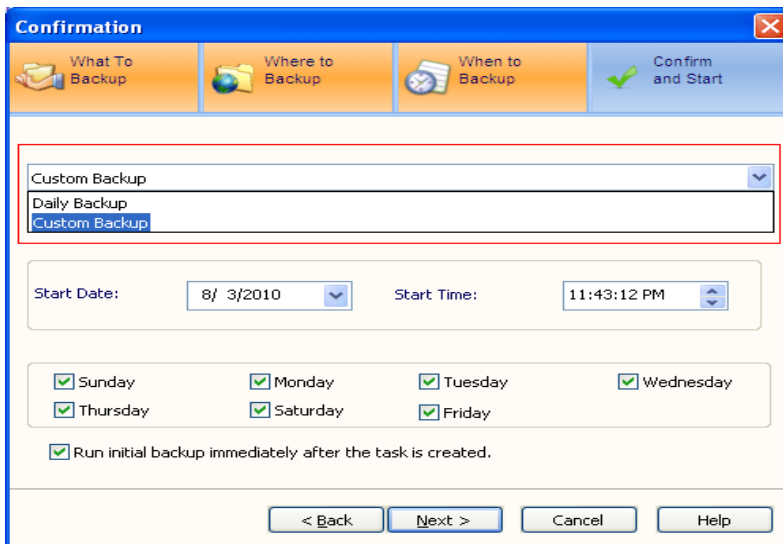 Confirmation
What To
Backup
Where to
Backup
When to
Backup
Confirm
and Start
Custom Backup
Daily Backup
Custom Backup
Start Date: 8/ 3/2010 Start Time: 11:43:12 PM
Sunday Monday Tuesday Wednesday
Thursday Saturday Friday
Run initial backup immediately after the task is created.
< Back Next > Cancel Help